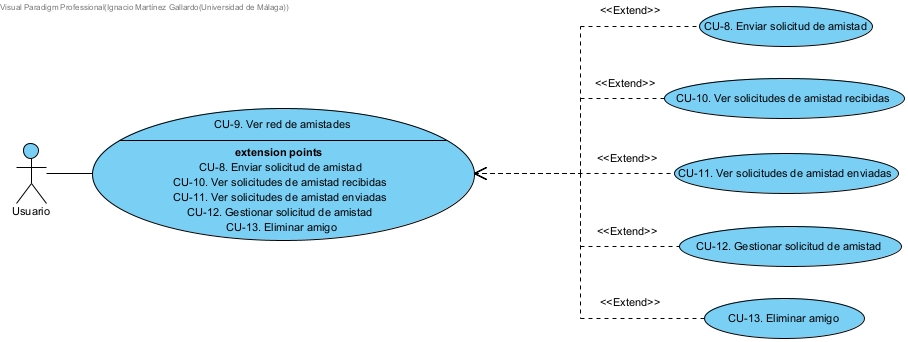 Visual Paradigm Professional(Ignacio Martínez Gallardo(Universidad de Málaga))
<<Extend>>
CU-8. Enviar solicitud de amistad
<<Extend>>
CU-10. Ver solicitudes de amistad recibidas
CU-9. Ver red de amistades
extension points
CU-8. Enviar solicitud de amistad
CU-10. Ver solicitudes de amistad recibidas
CU-11. Ver solicitudes de amistad enviadas
CU-12. Gestionar solicitud de amistad
CU-13. Eliminar amigo
Usuario
<<Extend>>
CU-11. Ver solicitudes de amistad enviadas
<<Extend>>
CU-12. Gestionar solicitud de amistad
<<Extend>>
CU-13. Eliminar amigo